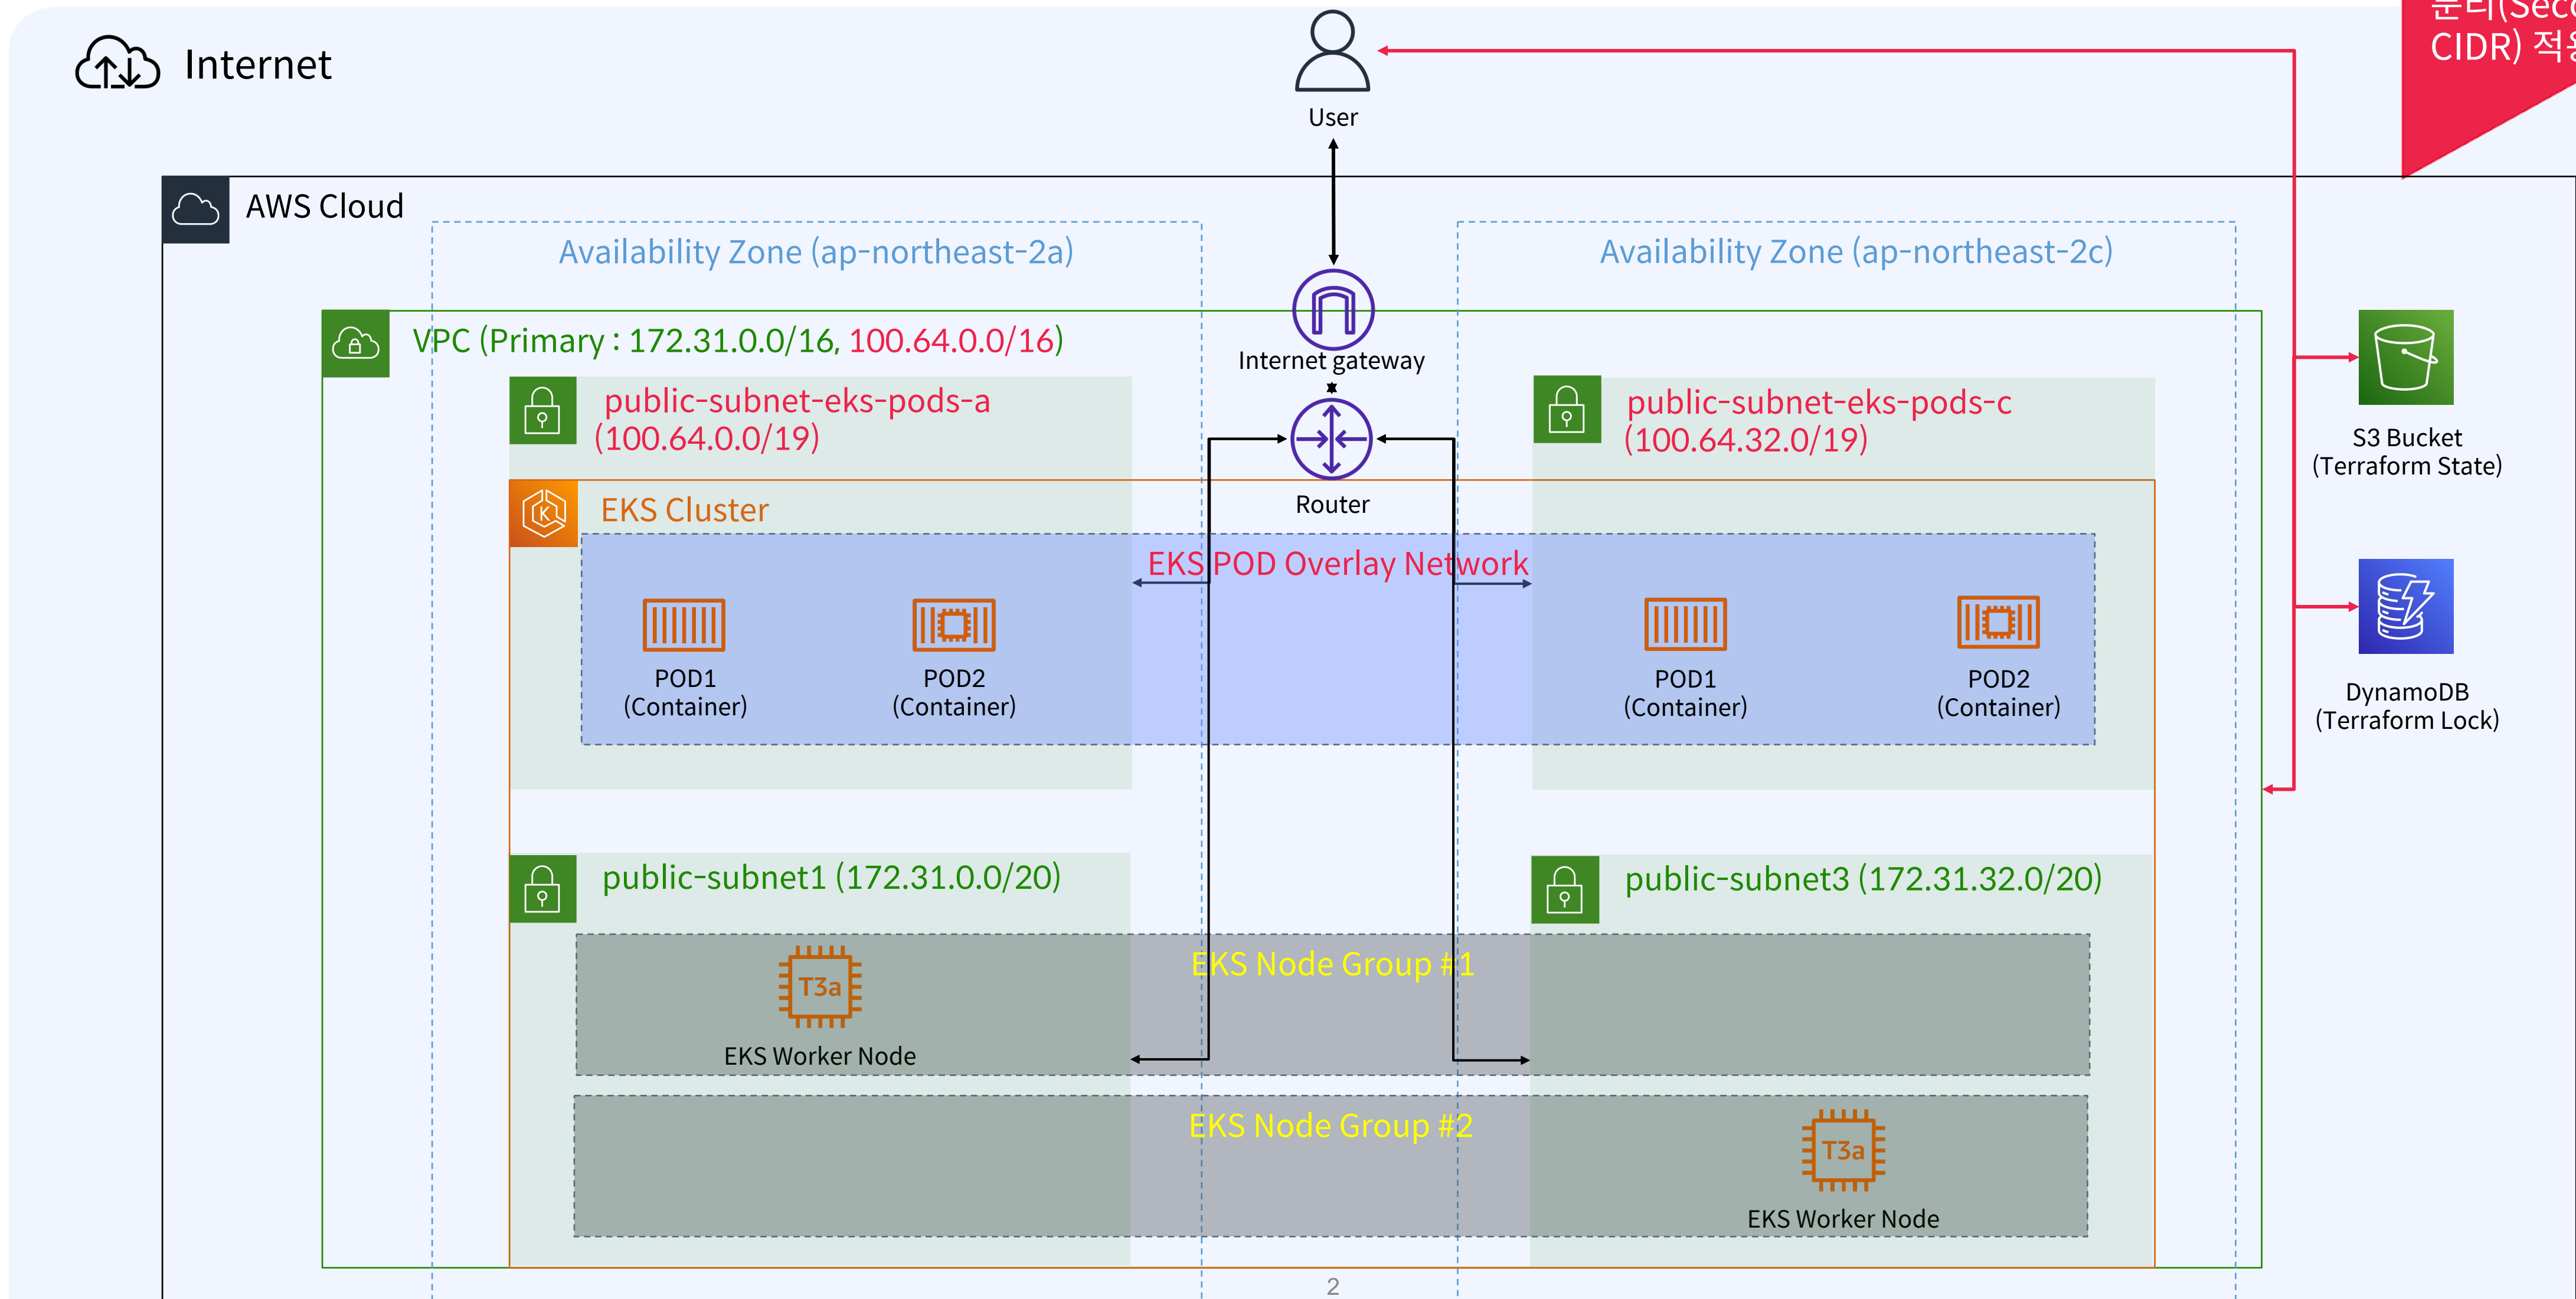 CIDR)
Internet
User
AWS Cloud
Availability Zone (ap-northeast-2a)
Availability Zone (ap-northeast-2c)
VPC (Primary : 172.31.0.0/16, 100.64.0.0/16)
Internet gateway
public-subnet-eks-pods-a
(100.64.0.0/19)
public-subnet-eks-pods-c
(100.64.32.0/19)
S3 Bucket
(Terraform State)
Router
EKS Cluster
EKS POD Overlay Network
POD1
(Container)
POD2
(Container)
POD1
(Container)
POD2
(Container)
DynamoDB
(Terraform Lock)
public-subnet1 (172.31.0.0/20)
public-subnet3 (172.31.32.0/20)
EKS Node Group #1
T3a
EKS Worker Node
EKS Node Group #2
T3a
EKS Worker Node
2